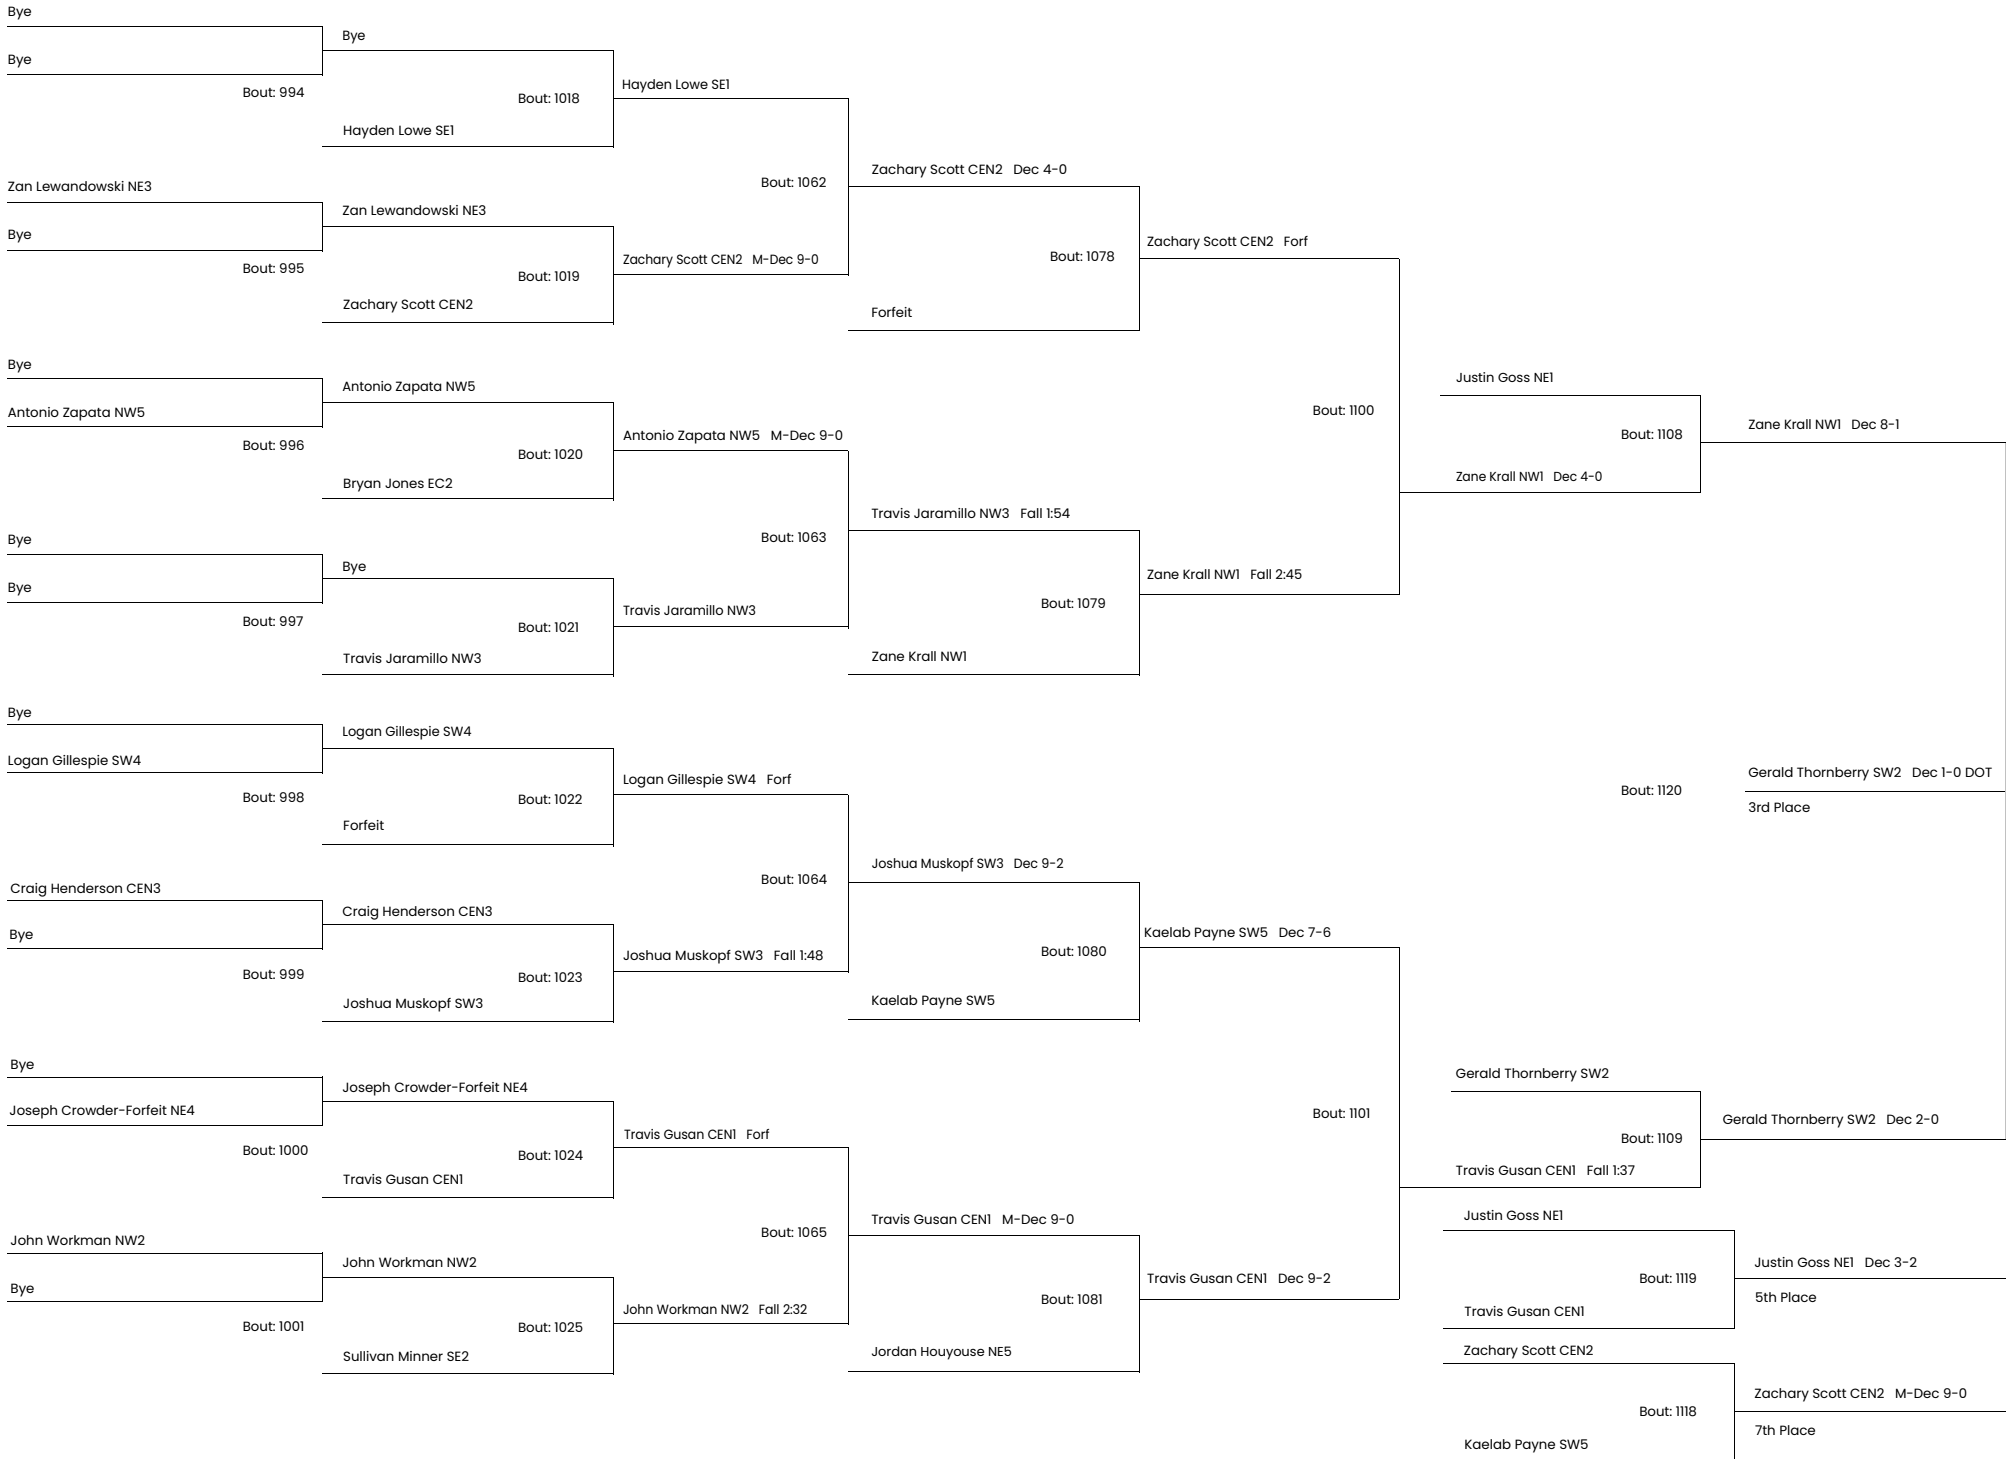 Bye
Bye
Bye
Bout: 994
Bout: 1018
Hayden Lowe SE1
Hayden Lowe SE1
Zan Lewandowski NE3
Zan Lewandowski NE3
Bye
Bout: 995
Bout: 1019
Zachary Scott CEN2
Zachary Scott CEN2 M-Dec 9-0
Bout: 1062
Zachary Scott CEN2 Dec 4-0
Bout: 1078
Forfeit
Zachary Scott CEN2 Forf
Bye
Antonio Zapata NW5
Antonio Zapata NW5
Bout: 996
Bout: 1020
Bryan Jones EC2
Antonio Zapata NW5 M-Dec 9-0
Bye
Bye
Bye
Bout: 997
Bout: 1021
Travis Jaramillo NW3
Travis Jaramillo NW3
Bout: 1063
Travis Jaramillo NW3 Fall 1:54
Bout: 1079
Zane Krall NW1
Zane Krall NW1 Fall 2:45
Bout: 1100
Justin Goss NE1
Bout: 1108
Zane Krall NW1 Dec 4-0
Zane Krall NW1 Dec 8-1
Bye
Logan Gillespie SW4
Logan Gillespie SW4
Bout: 998
Bout: 1022
Forfeit
Logan Gillespie SW4 Forf
Craig Henderson CEN3
Craig Henderson CEN3
Bye
Bout: 999
Bout: 1023
Joshua Muskopf SW3
Joshua Muskopf SW3 Fall 1:48
Bout: 1064
Joshua Muskopf SW3 Dec 9-2
Bout: 1080
Kaelab Payne SW5
Kaelab Payne SW5 Dec 7-6
Bout: 1120
Gerald Thornberry SW2 Dec 1-0 DOT
3rd Place
Bye
Joseph Crowder-Forfeit NE4
Joseph Crowder-Forfeit NE4
Bout: 1000
Bout: 1024
Travis Gusan CEN1
Travis Gusan CEN1 Forf
John Workman NW2
John Workman NW2
Bye
Bout: 1001
Bout: 1025
Sullivan Minner SE2
John Workman NW2 Fall 2:32
Bout: 1065
Travis Gusan CEN1 M-Dec 9-0
Bout: 1081
Jordan Houyouse NE5
Travis Gusan CEN1 Dec 9-2
Bout: 1101
Gerald Thornberry SW2
Bout: 1109
Travis Gusan CEN1 Fall 1:37
Gerald Thornberry SW2 Dec 2-0
Justin Goss NE1
Bout: 1119
Travis Gusan CEN1
Justin Goss NE1 Dec 3-2
5th Place
Zachary Scott CEN2
Bout: 1118
Kaelab Payne SW5
Zachary Scott CEN2 M-Dec 9-0
7th Place